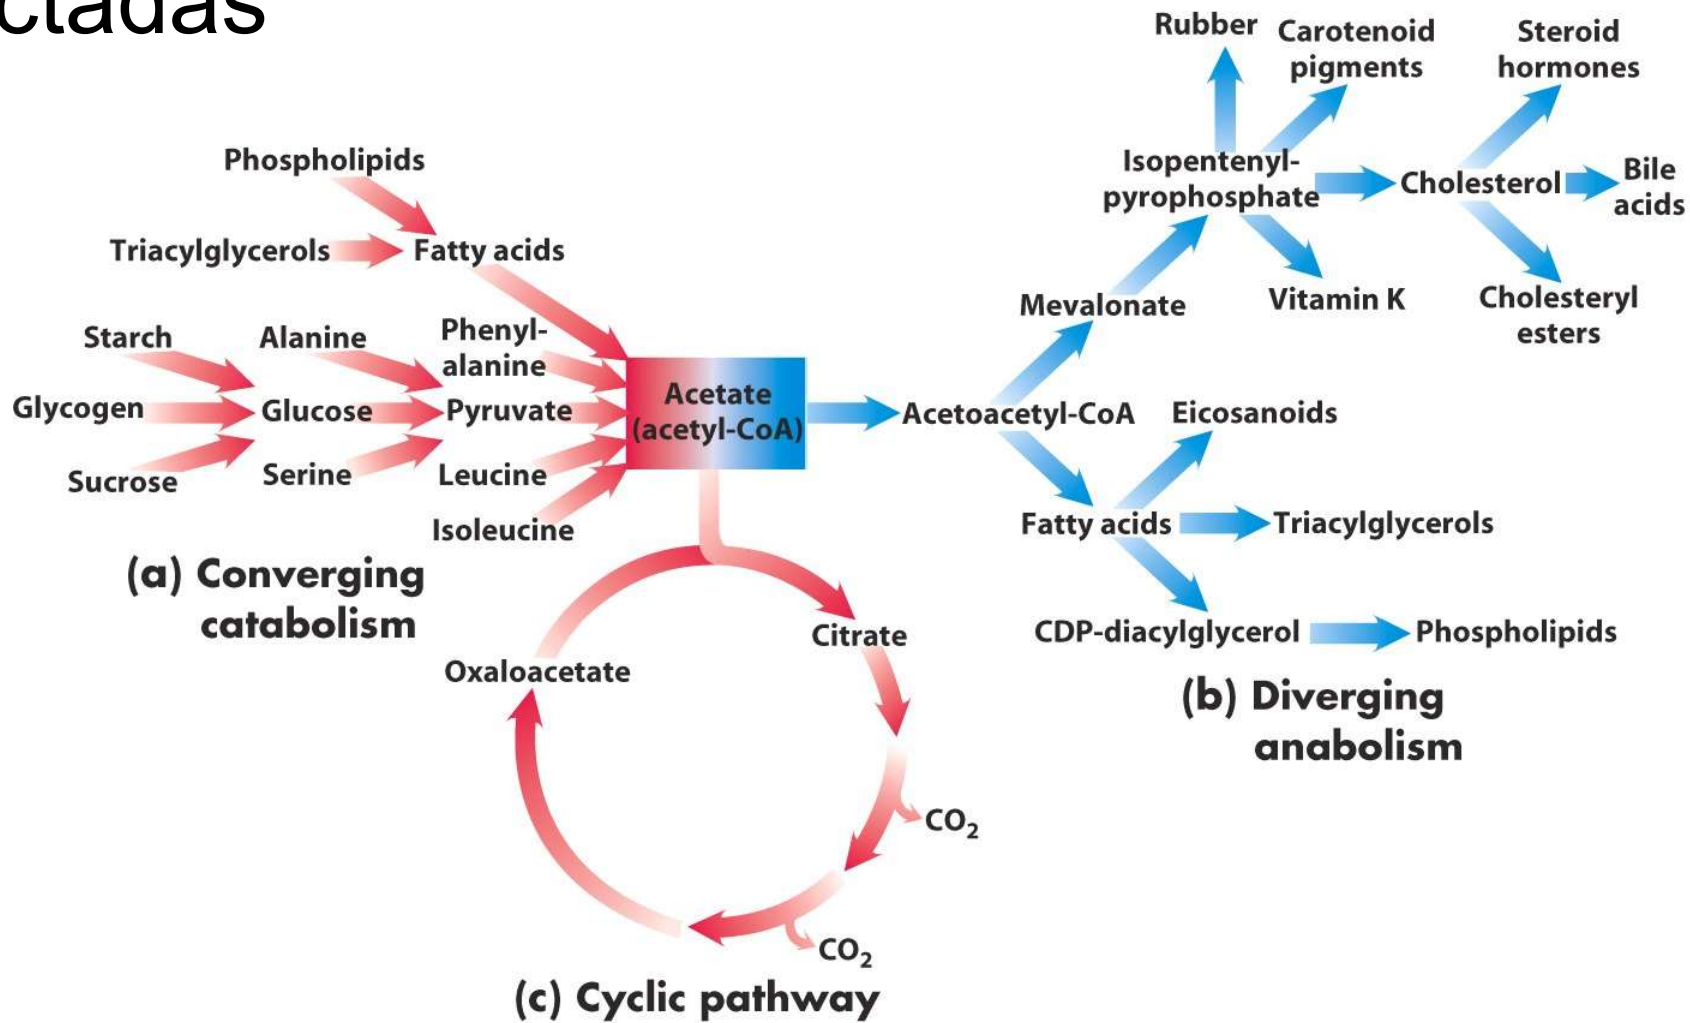 Rubber
Carotenoid
pigments
Steroid
hormones
Phospholipids
Isopentenyl-
pyrophosphate
Cholesterol
Bile
acids
Triacylglycerols
Fatty acids
Mevalonate
Vitamin K
Cholesteryl
esters
Starch
Alanine
Phenyl-
alanine
Glycogen
Glucose
Pyruvate
Acetate
(acetyl-CoA)
Acetoacetyl-CoA
Eicosanoids
Sucrose
Serine
Leucine
Isoleucine
Fatty acids
Triacylglycerols
(a) Converging
catabolism
Citrate
CDP-diacylglycerol
Phospholipids
Oxaloacetate
(b) Diverging
anabolism
CO2
CO2
(c) Cyclic pathway